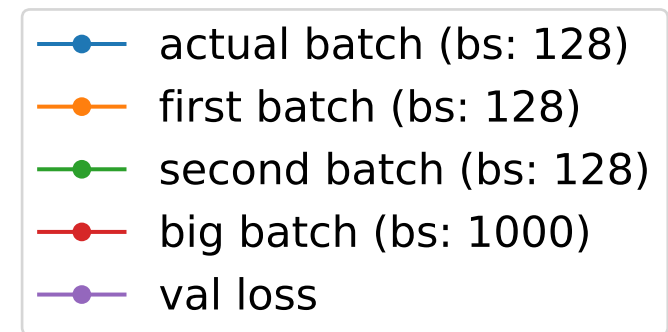 actual batch (bs: 128)
first batch (bs: 128)
second batch (bs: 128)
big batch (bs: 1000)
val loss